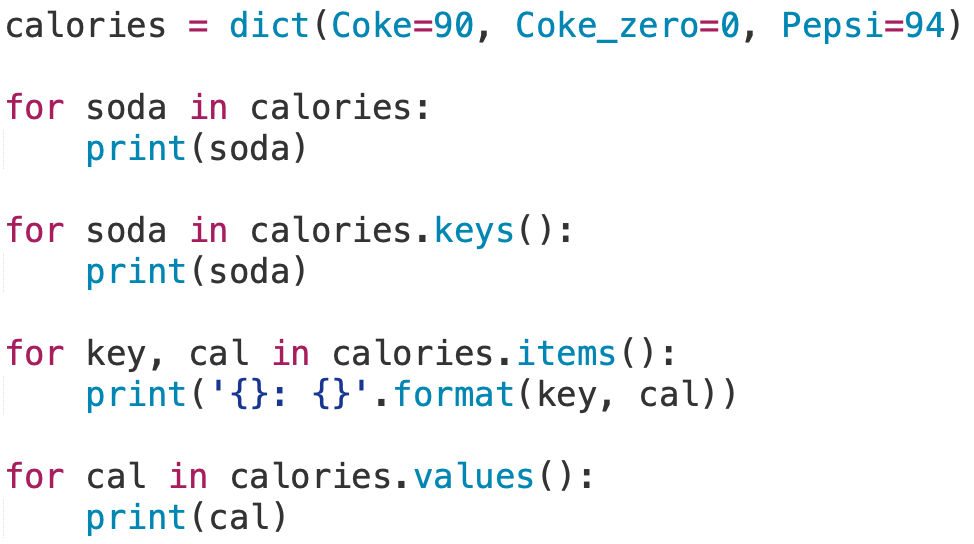 calories = dict(Coke=90, Coke_zero=0, Pepsi=94)
for soda in calories:
    print(soda)
for soda in calories.keys():
    print(soda)
for key, cal in calories.items():
    print('{}: {}'.format(key, cal))
for cal in calories.values():
    print(cal)